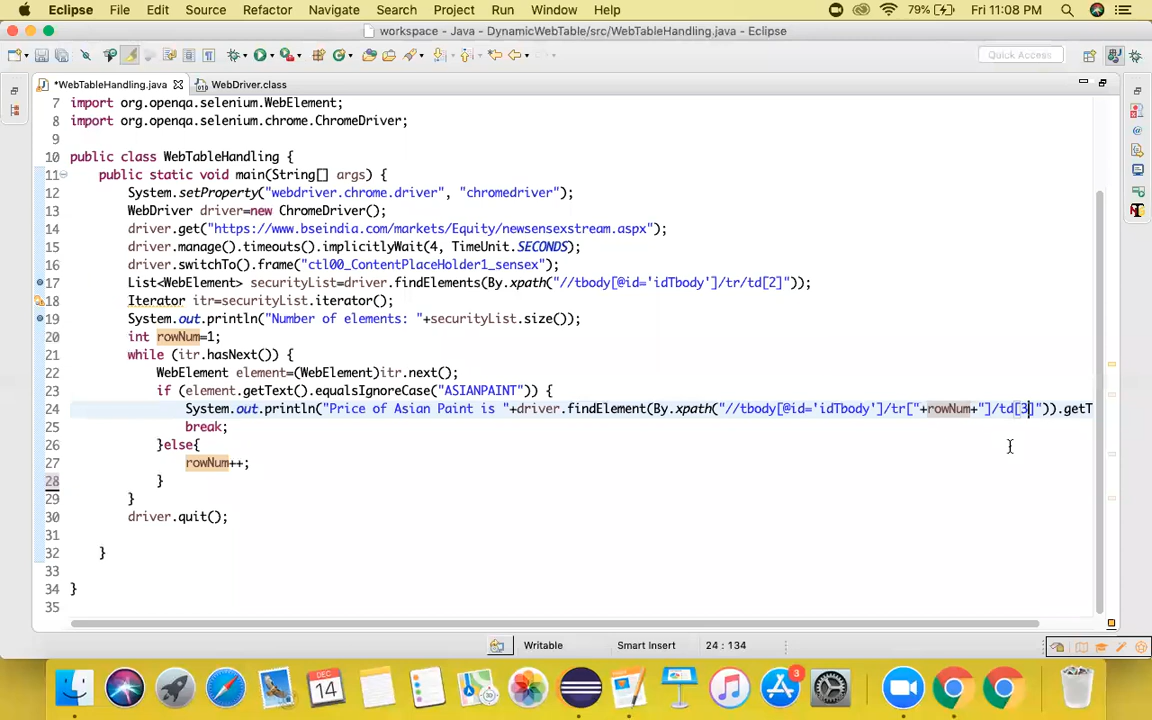 Eclipse File Edit Source Refactor Navigate Search Project Run Window Help 79% Fri 11:08 PM
workspace - Java - DynamicWebTable/src/WebTableHandling.java - Eclipse
Quick Access
*WebTableHandling.java WebDriver.class
7 import org.openqa.selenium.WebElement;
8 import org.openqa.selenium.chrome.ChromeDriver;
9
10 public class WebTableHandling {
11 public static void main(String[] args) {
12 System.setProperty("webdriver.chrome.driver", "chromedriver");
13 WebDriver driver=new ChromeDriver();
14 driver.get("https://www.bseindia.com/markets/Equity/newsensexstream.aspx");
15 driver.manage().timeouts().implicitlyWait(4, TimeUnit.SECONDS);
16 driver.switchTo().frame("ctl00_ContentPlaceHolder1_sensex");
17 List<WebElement> securityList=driver.findElements(By.xpath("//tbody[@id='idTbody']/tr/td[2]"));
18 Iterator itr=securityList.iterator();
19 System.out.println("Number of elements: "+securityList.size());
20 int rowNum=1;
21 while (itr.hasNext()) {
22 WebElement element=(WebElement)itr.next();
23 if (element.getText().equalsIgnoreCase("ASIANPAINT")) {
24 System.out.println("Price of Asian Paint is "+driver.findElement(By.xpath("//tbody[@id='idTbody']/tr["+rowNum+"]/td[3]")).getT
25 break;
26 }else{
27 rowNum++;
28 }
29 }
30 driver.quit();
31
32 }
33
34 }
35
Writable Smart Insert 24 : 134
DEC
14
3